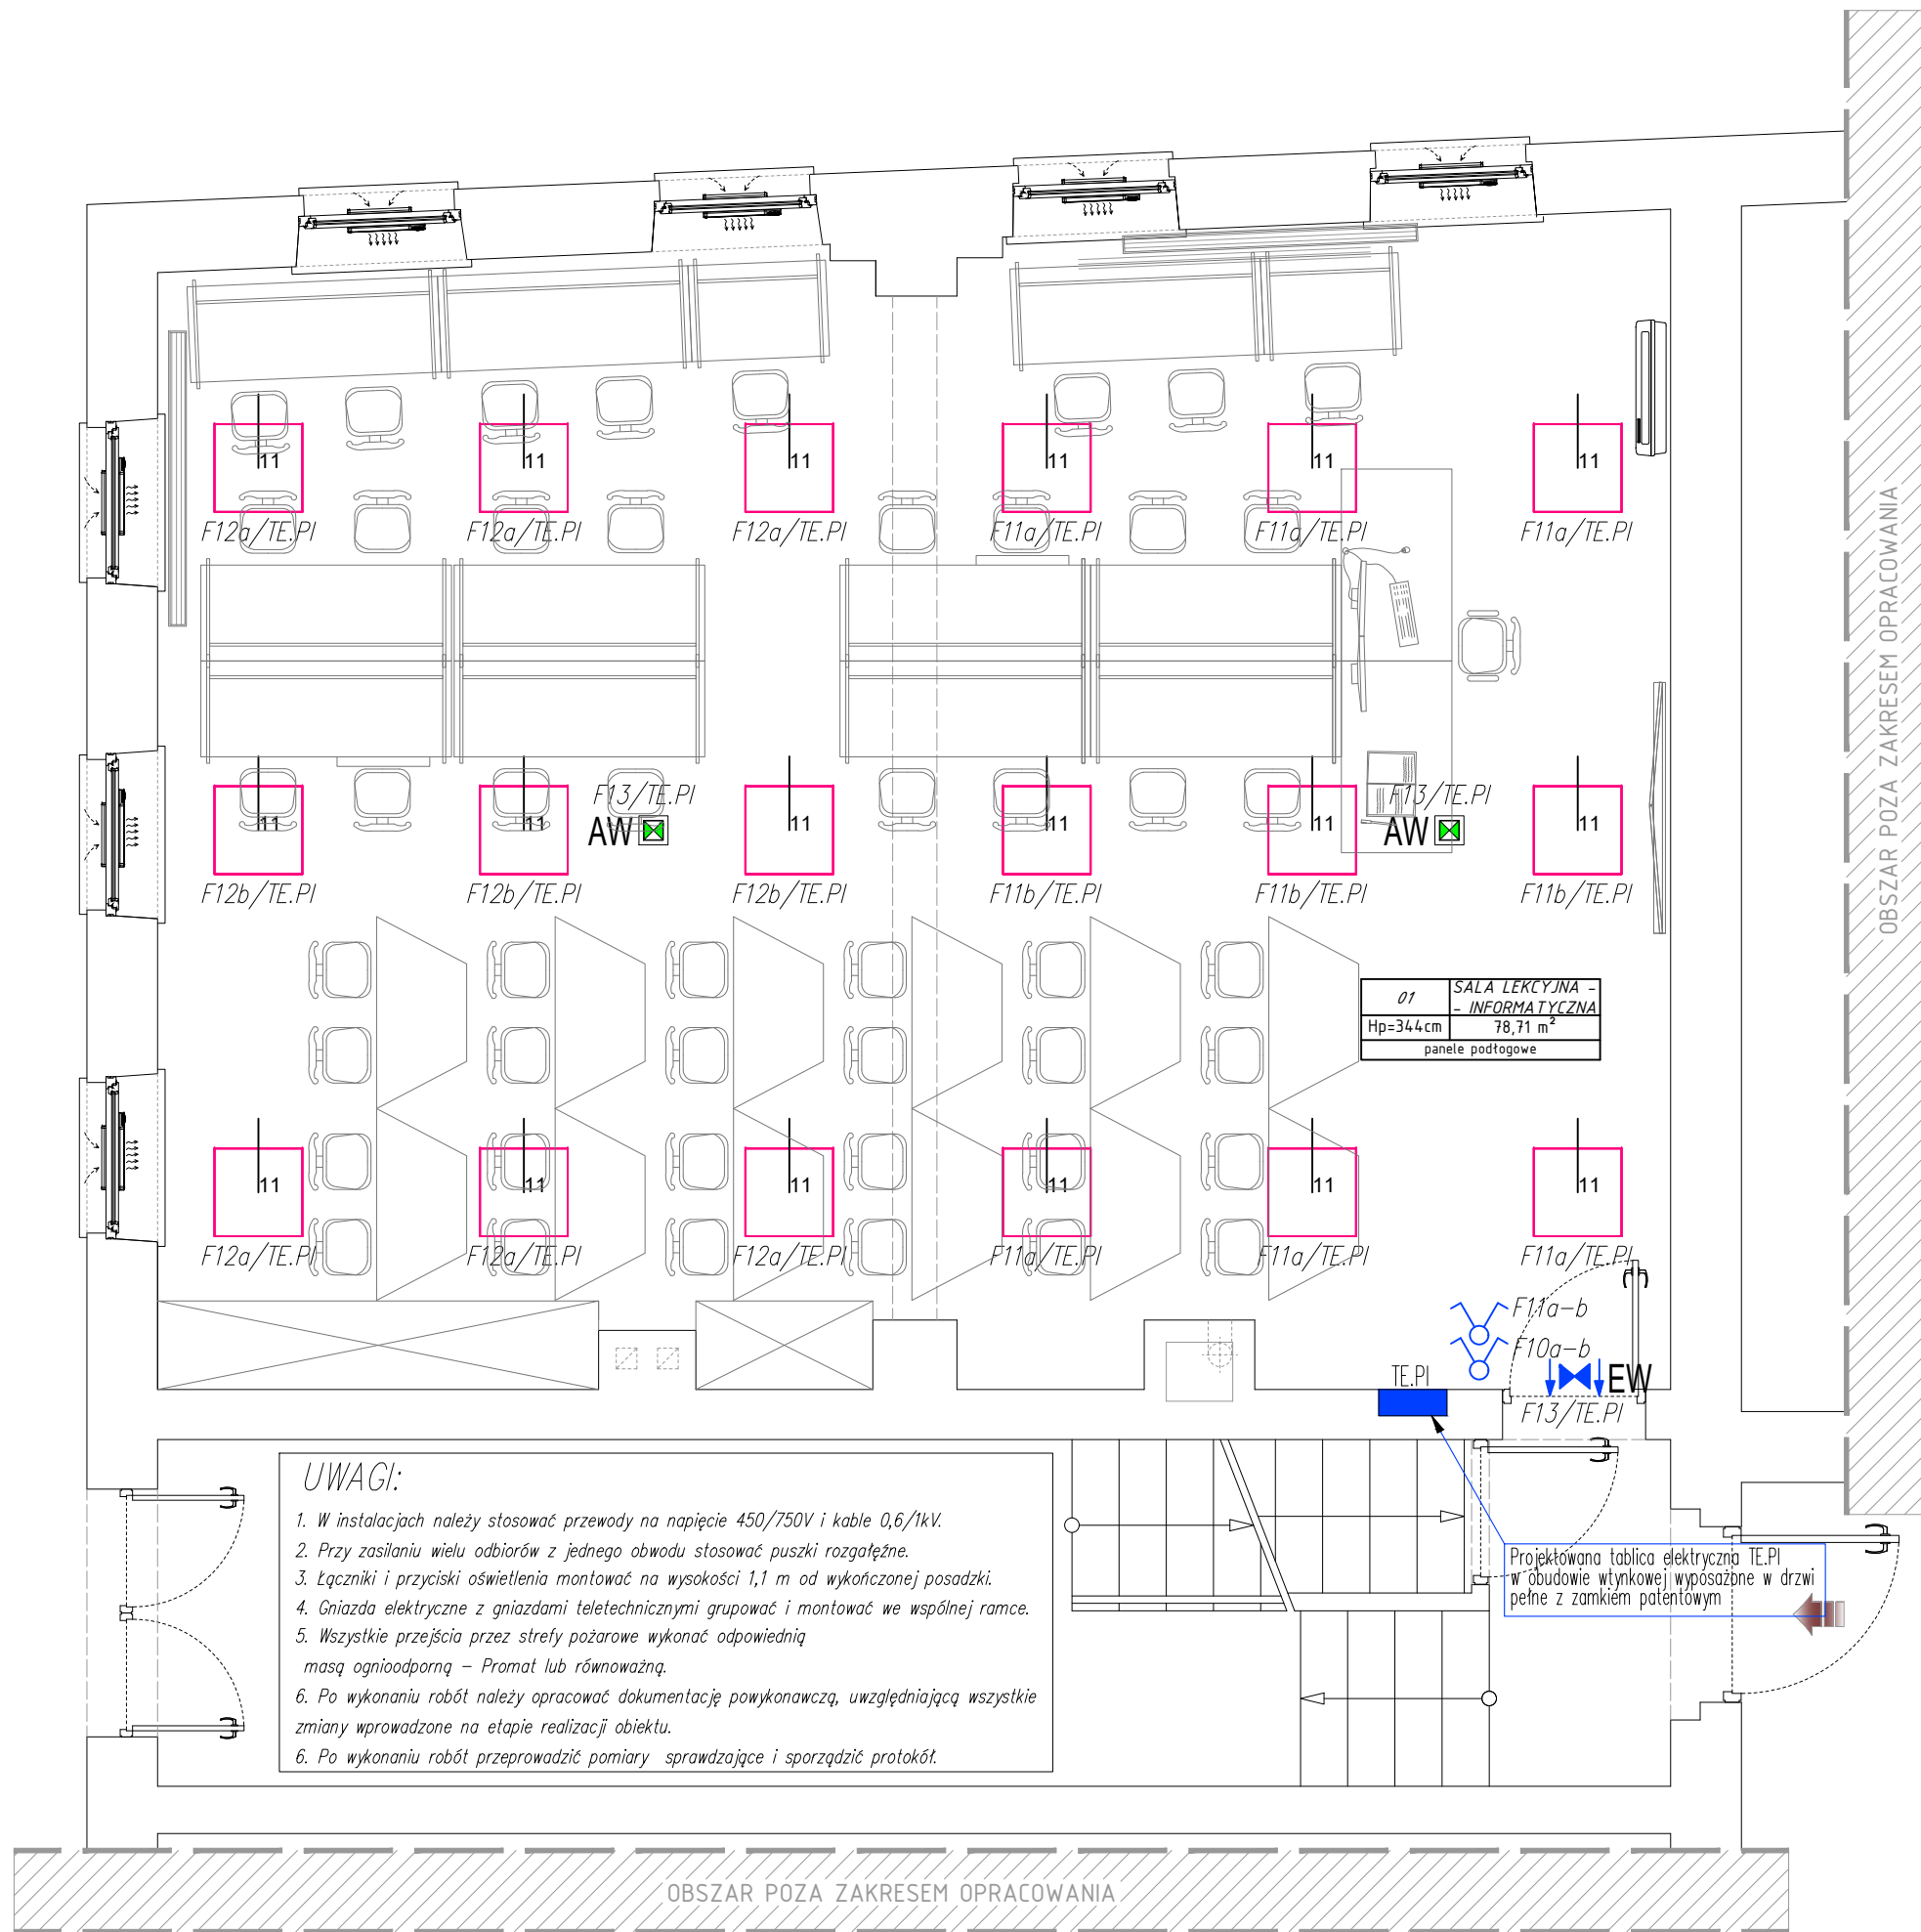 11 11 11 11 11 11
F12a/TE.PI F12a/TE.PI F12a/TE.PI F11a/TE.PI F11a/TE.PI F11a/TE.PI
OBSZAR POZA ZAKRESEM OPRACOWANIA
F13/TE.PI F13/TE.PI
11 11 AW 11 11 11 AW 11
F12b/TE.PI F12b/TE.PI F12b/TE.PI F11b/TE.PI F11b/TE.PI F11b/TE.PI
01
SALA LEKCYJNA -
- INFORMATYCZNA
Hp=344cm 78,71 m²
panele podłogowe
11 11 11 11 11 11
F12a/TE.PI F12a/TE.PI F12a/TE.PI F11a/TE.PI F11a/TE.PI F11a/TE.PI
F11a-b
F10a-b
TE.PI
EW
F13/TE.PI
UWAGI:
1. W instalacjach należy stosować przewody na napięcie 450/750V i kable 0,6/1kV.
2. Przy zasilaniu wielu odbiorów z jednego obwodu stosować puszki rozgałęźne.
3. Łączniki i przyciski oświetlenia montować na wysokości 1,1 m od wykończonej posadzki.
4. Gniazda elektryczne z gniazdami teletechnicznymi grupować i montować we wspólnej ramce.
5. Wszystkie przejścia przez strefy pożarowe wykonać odpowiednią
masą ognioodporną – Promat lub równoważną.
6. Po wykonaniu robót należy opracować dokumentację powykonawczą, uwzględniającą wszystkie
zmiany wprowadzone na etapie realizacji obiektu.
6. Po wykonaniu robót przeprowadzić pomiary sprawdzające i sporządzić protokół.
Projektowana tablica elektryczna TE.PI
w obudowie wtynkowej wyposażone w drzwi
pełne z zamkiem patentowym
OBSZAR POZA ZAKRESEM OPRACOWANIA